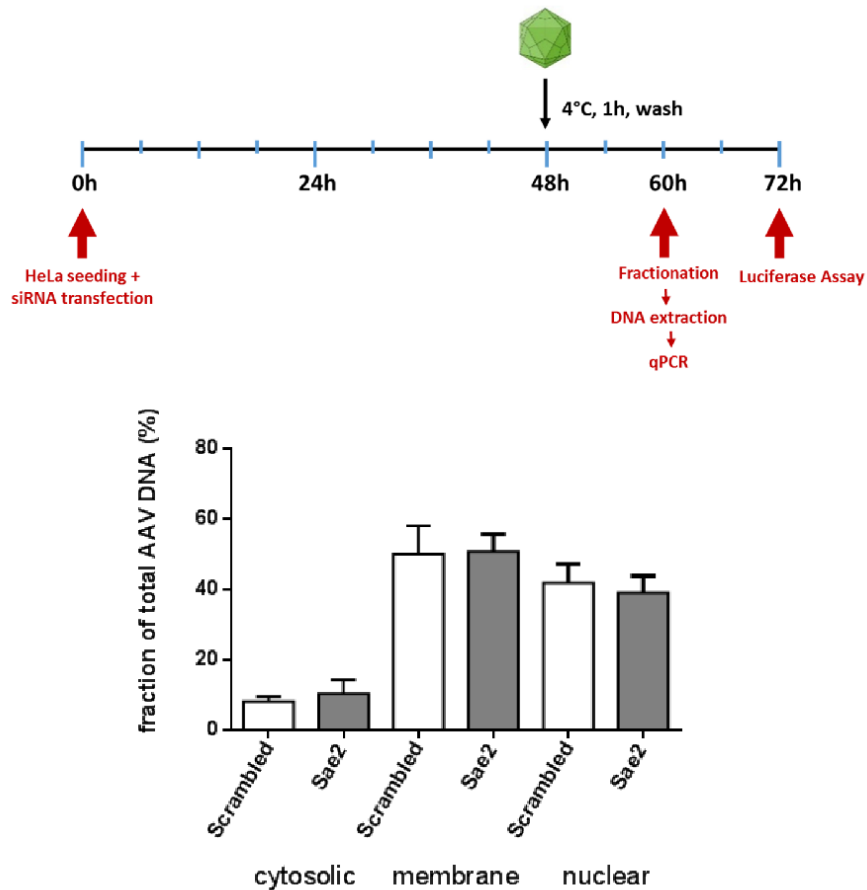 4°C, 1h, wash
0h
24h
48h
60h
72h
HeLa seeding +
siRNA transfection
Fractionation
DNA extraction
qPCR
Luciferase Assay
fraction of total AAV DNA (%)
80
60
40
20
0
Scrambled
Sae2
Scrambled
Sae2
Scrambled
Sae2
cytosolic
membrane
nuclear